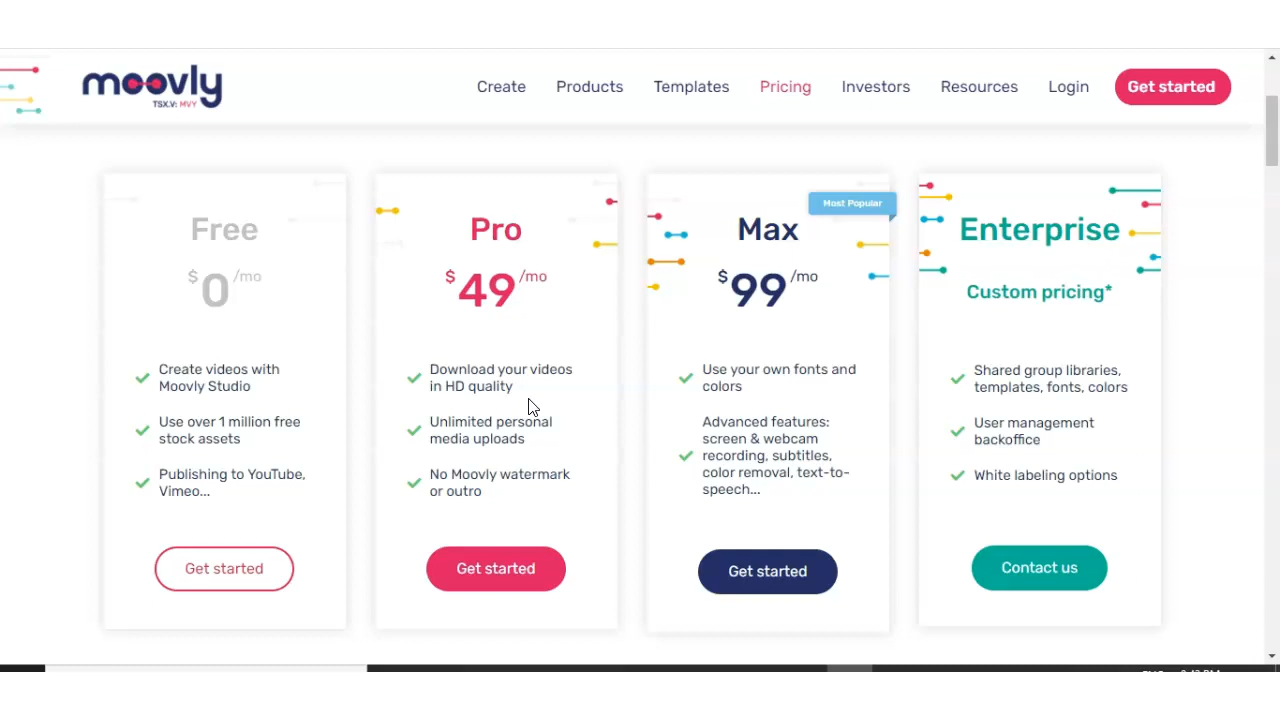 moovly
TSX.V: MVY
Create Products Templates Pricing Investors Resources Login Get started
Free
$0/mo
Create videos with
Moovly Studio
Use over 1 million free
stock assets
Publishing to YouTube,
Vimeo...
Get started
Pro
$49/mo
Download your videos
in HD quality
Unlimited personal
media uploads
No Moovly watermark
or outro
Get started
Most Popular
Max
$99/mo
Use your own fonts and
colors
Advanced features:
screen & webcam
recording, subtitles,
color removal, text-to-
speech...
Get started
Enterprise
Custom pricing*
Shared group libraries,
templates, fonts, colors
User management
backoffice
White labeling options
Contact us